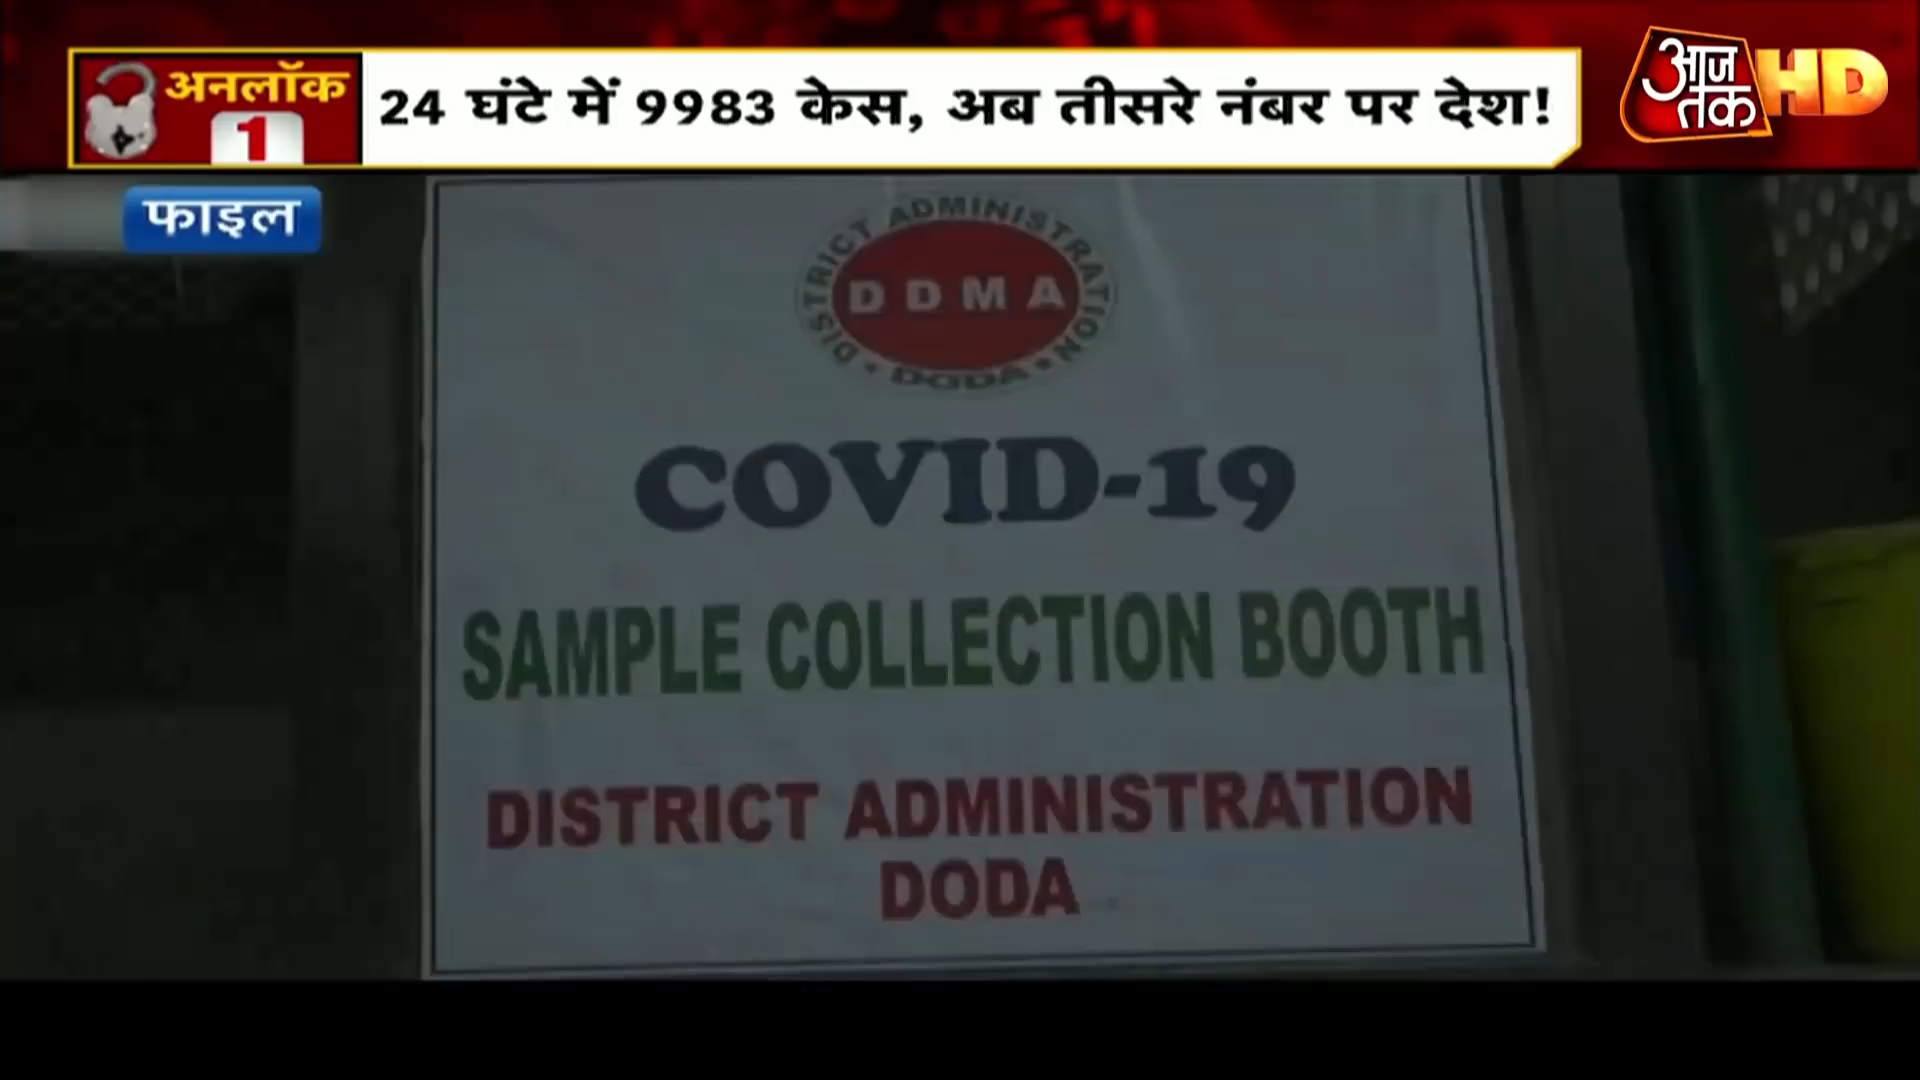 अनलॉक
1
24 घंटे में 9983 केस, अब तीसरे नंबर पर देश!
आज
तक
HD
फाइल
DISTRICT ADMINISTRATION
DDMA
DODA
COVID-19
SAMPLE COLLECTION BOOTH
DISTRICT ADMINISTRATION
DODA